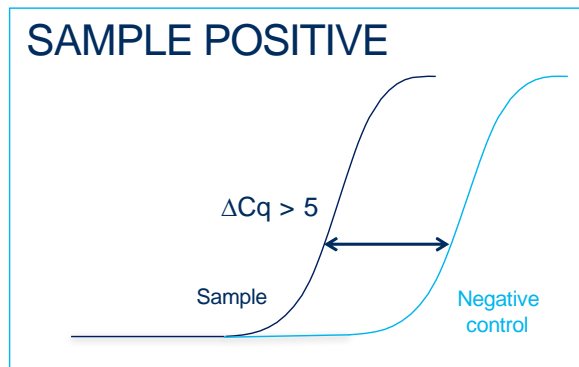 SAMPLE POSITIVE
ΔCq > 5
Sample
Negative
control